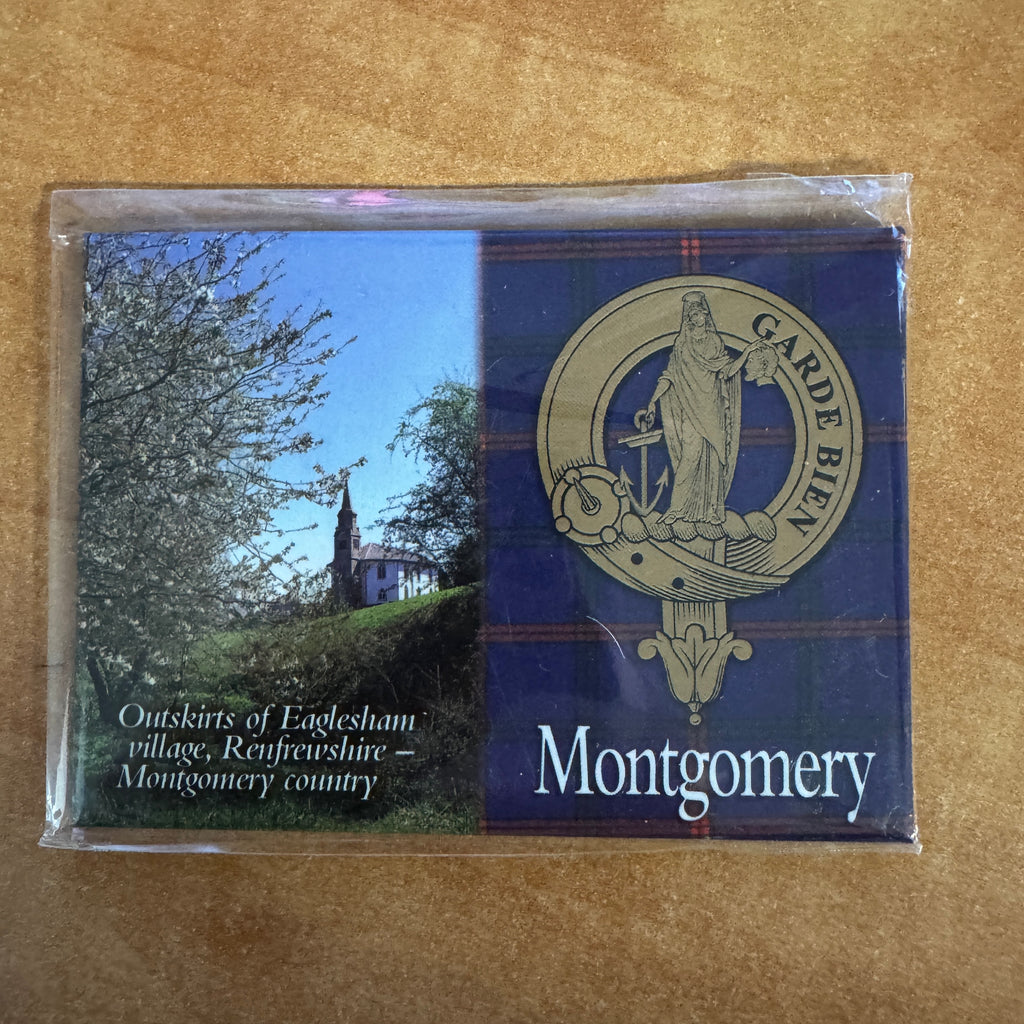 Outskirts of Eaglesham
village, Renfrewshire –
Montgomery country
GARDE BIEN
Montgomery